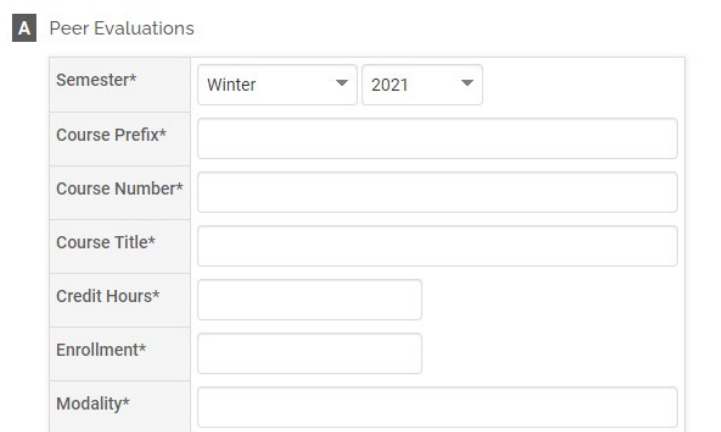 A Peer Evaluations
Semester* Winter 2021
Course Prefix*
Course Number*
Course Title*
Credit Hours*
Enrollment*
Modality*